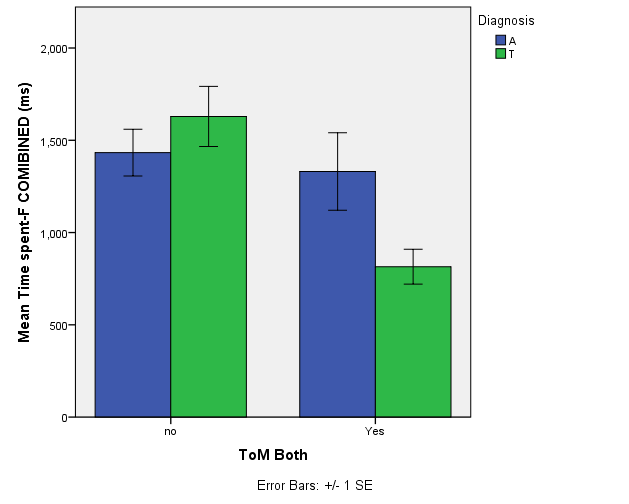 Diagnosis
A
T
Mean Time spent-F COMIBINED (ms)
2,000
1,500
1,000
500
0
no
Yes
ToM Both
Error Bars: +/- 1 SE